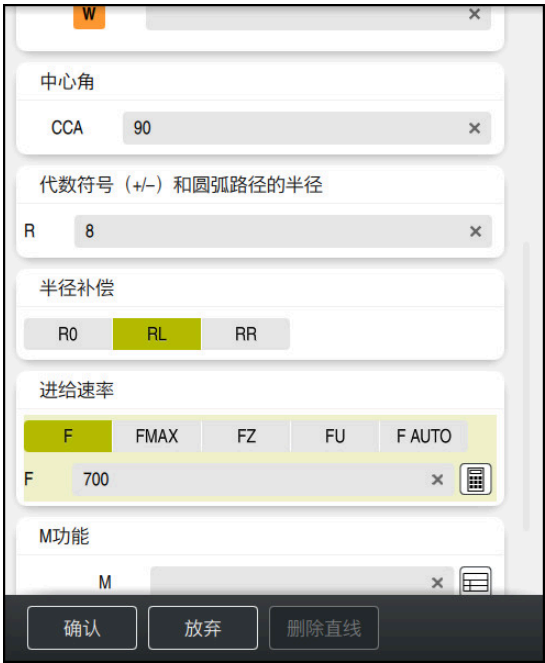 W ×
中心角
CCA 90 ×
代数符号（+/–）和圆弧路径的半径
R 8 ×
半径补偿
R0 RL RR
进给速率
F FMAX FZ FU F AUTO
F 700 ×
M功能
M ×
确认 放弃 删除直线